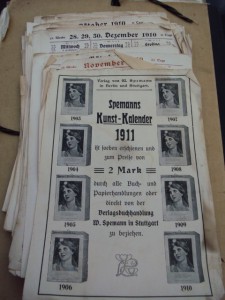 Oktober 1910
28., 29., 30. Dezember 1910
Mittwoch
Donnerstag
November
Verlag von W. Spemann
in Berlin und Stuttgart
Spemanns
Kunst-Kalender
1911
ist soeben erschienen und
zum Preise von
2 Mark
durch alle Buch- und
Papierhandlungen oder
direkt von der
Verlagsbuchhandlung
W. Spemann in Stuttgart
zu beziehen.
1903
1904
1905
1906
1907
1908
1909
1910